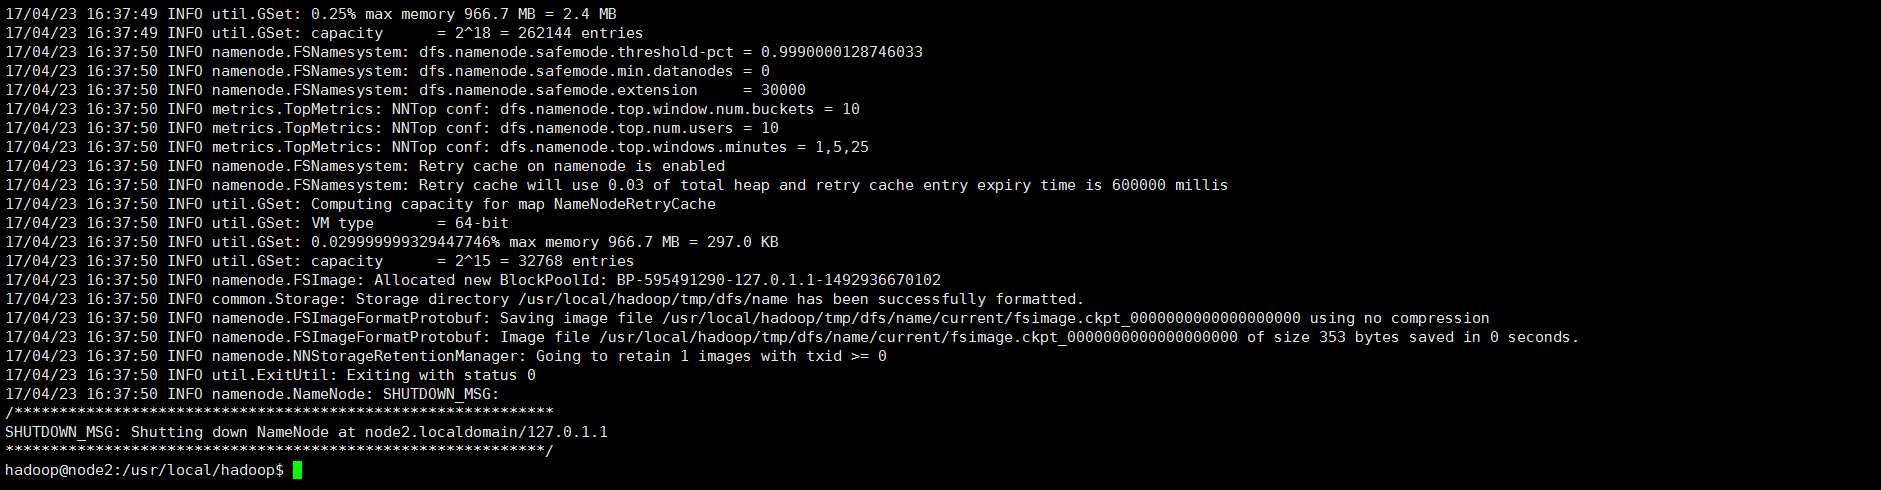 17/04/23 16:37:49 INFO util.GSet: 0.25% max memory 966.7 MB = 2.4 MB
17/04/23 16:37:49 INFO util.GSet: capacity      = 2^18 = 262144 entries
17/04/23 16:37:50 INFO namenode.FSNamesystem: dfs.namenode.safemode.threshold-pct = 0.9990000128746033
17/04/23 16:37:50 INFO namenode.FSNamesystem: dfs.namenode.safemode.min.datanodes = 0
17/04/23 16:37:50 INFO namenode.FSNamesystem: dfs.namenode.safemode.extension     = 30000
17/04/23 16:37:50 INFO metrics.TopMetrics: NNTop conf: dfs.namenode.top.window.num.buckets = 10
17/04/23 16:37:50 INFO metrics.TopMetrics: NNTop conf: dfs.namenode.top.num.users = 10
17/04/23 16:37:50 INFO metrics.TopMetrics: NNTop conf: dfs.namenode.top.windows.minutes = 1,5,25
17/04/23 16:37:50 INFO namenode.FSNamesystem: Retry cache on namenode is enabled
17/04/23 16:37:50 INFO namenode.FSNamesystem: Retry cache will use 0.03 of total heap and retry cache entry expiry time is 600000 millis
17/04/23 16:37:50 INFO util.GSet: Computing capacity for map NameNodeRetryCache
17/04/23 16:37:50 INFO util.GSet: VM type       = 64-bit
17/04/23 16:37:50 INFO util.GSet: 0.029999999329447746% max memory 966.7 MB = 297.0 KB
17/04/23 16:37:50 INFO util.GSet: capacity      = 2^15 = 32768 entries
17/04/23 16:37:50 INFO namenode.FSImage: Allocated new BlockPoolId: BP-595491290-127.0.1.1-1492936670102
17/04/23 16:37:50 INFO common.Storage: Storage directory /usr/local/hadoop/tmp/dfs/name has been successfully formatted.
17/04/23 16:37:50 INFO namenode.FSImageFormatProtobuf: Saving image file /usr/local/hadoop/tmp/dfs/name/current/fsimage.ckpt_0000000000000000000 using no compression
17/04/23 16:37:50 INFO namenode.FSImageFormatProtobuf: Image file /usr/local/hadoop/tmp/dfs/name/current/fsimage.ckpt_0000000000000000000 of size 353 bytes saved in 0 seconds.
17/04/23 16:37:50 INFO namenode.NNStorageRetentionManager: Going to retain 1 images with txid >= 0
17/04/23 16:37:50 INFO util.ExitUtil: Exiting with status 0
17/04/23 16:37:50 INFO namenode.NameNode: SHUTDOWN_MSG:
/************************************************************
SHUTDOWN_MSG: Shutting down NameNode at node2.localdomain/127.0.1.1
************************************************************/
hadoop@node2:/usr/local/hadoop$